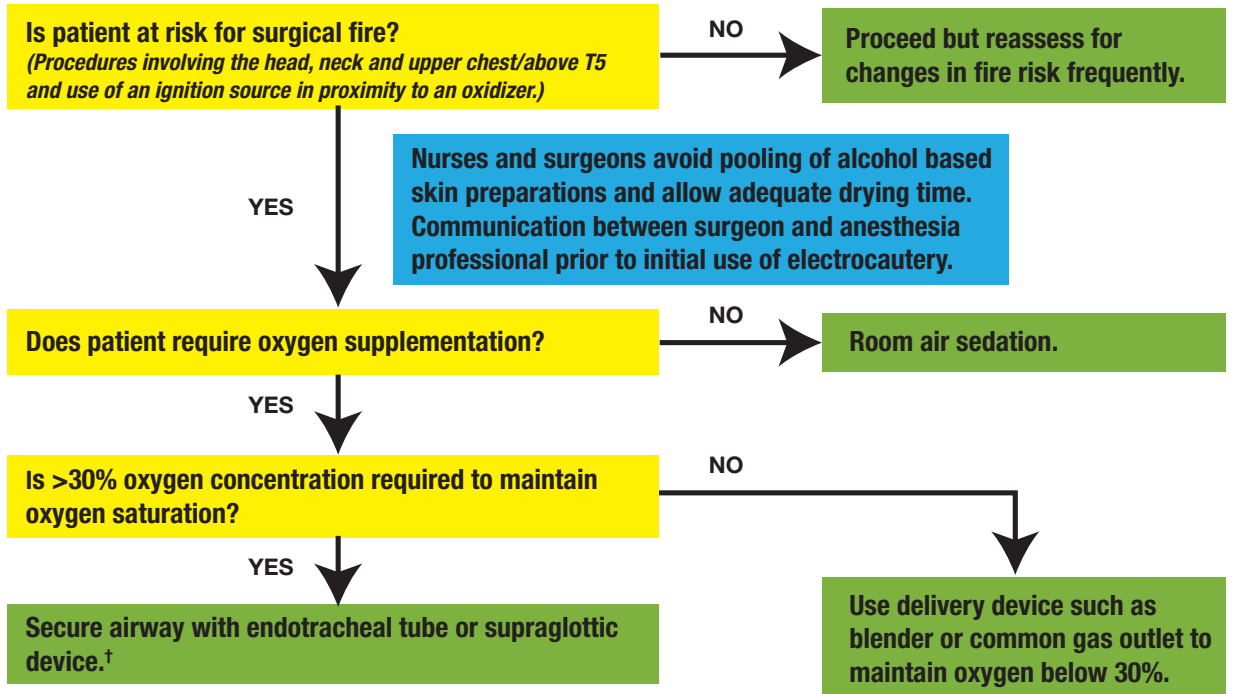 Is patient at risk for surgical fire?
(Procedures involving the head, neck and upper chest/above T5
and use of an ignition source in proximity to an oxidizer.)
NO
Proceed but reassess for
changes in fire risk frequently.
YES
Nurses and surgeons avoid pooling of alcohol based
skin preparations and allow adequate drying time.
Communication between surgeon and anesthesia
professional prior to initial use of electrocautery.
Does patient require oxygen supplementation?
NO
Room air sedation.
YES
Is >30% oxygen concentration required to maintain
oxygen saturation?
NO
YES
Secure airway with endotracheal tube or supraglottic
device.†
Use delivery device such as
blender or common gas outlet to
maintain oxygen below 30%.